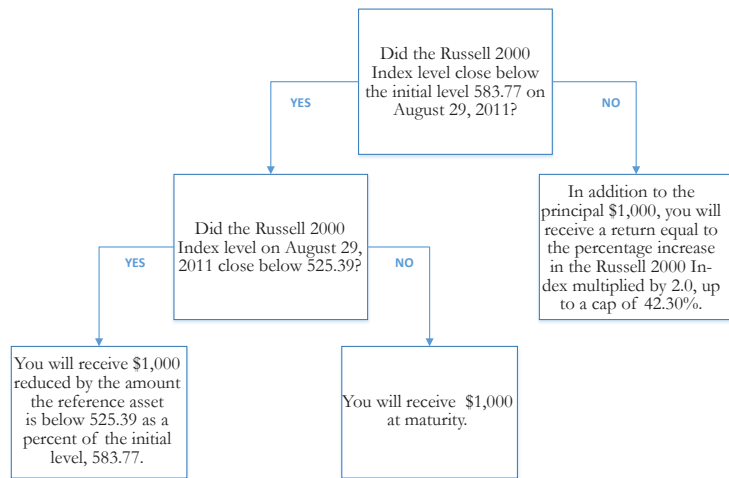 Did the Russell 2000
Index level close below
the initial level 583.77 on
August 29, 2011?
YES
NO
Did the Russell 2000
Index level on August 29,
2011 close below 525.39?
In addition to the
principal $1,000, you will
receive a return equal to
the percentage increase
in the Russell 2000 In-
dex multiplied by 2.0, up
to a cap of 42.30%.
YES
NO
You will receive $1,000
reduced by the amount
the reference asset
is below 525.39 as a
percent of the initial
level, 583.77.
You will receive $1,000
at maturity.